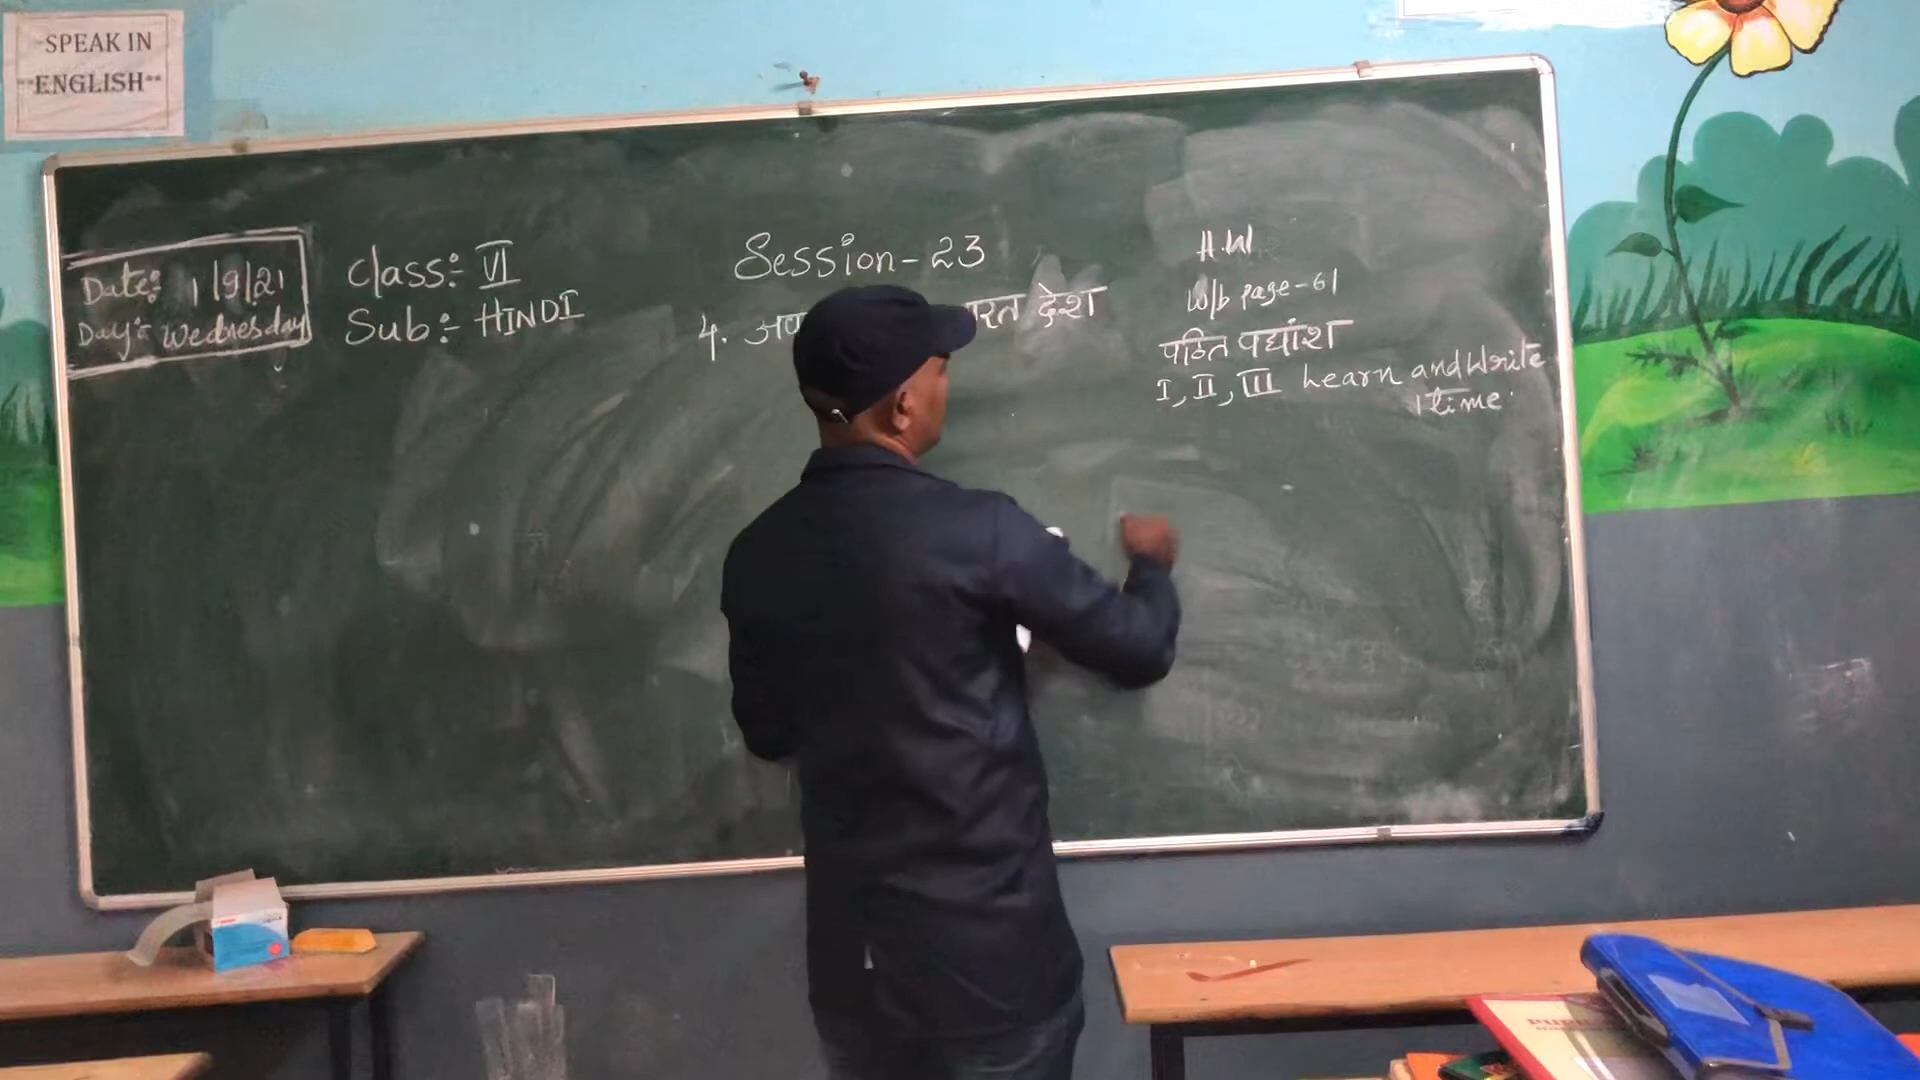 -SPEAK IN
**ENGLISH**
Date: 1/9/21
Day:- Wednesday
Class:- VI
Sub:- HINDI
Session-23
4. देश
H.W
W/b page-61
पठित पद्यांश
I, II, III Learn and Write
1 time.